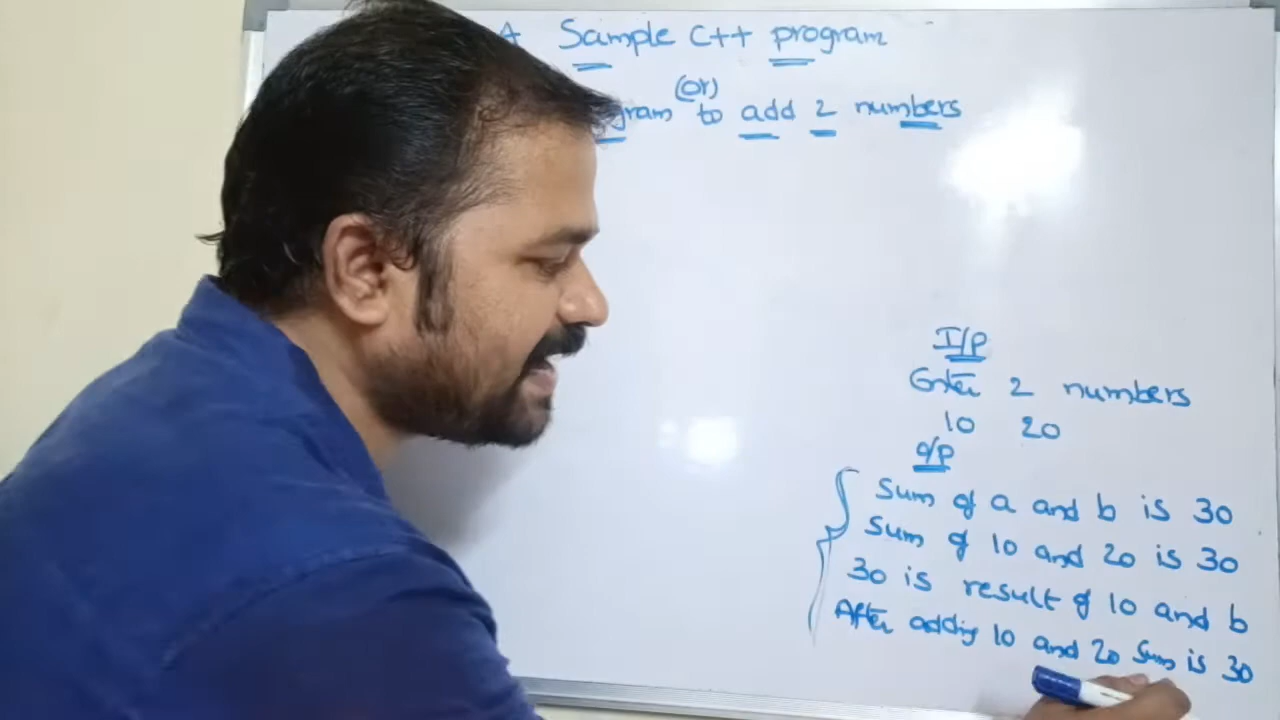 A Sample C++ program
(or)
gram to add 2 numbers
I/P
Enter 2 numbers
10 20
O/P
Sum of a and b is 30
Sum of 10 and 20 is 30
30 is result of 10 and b
After adding 10 and 20 Sum is 30